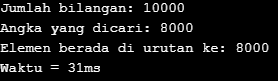 Jumlah bilangan: 10000
Angka yang dicari: 8000
Elemen berada di urutan ke: 8000
Waktu = 31ms